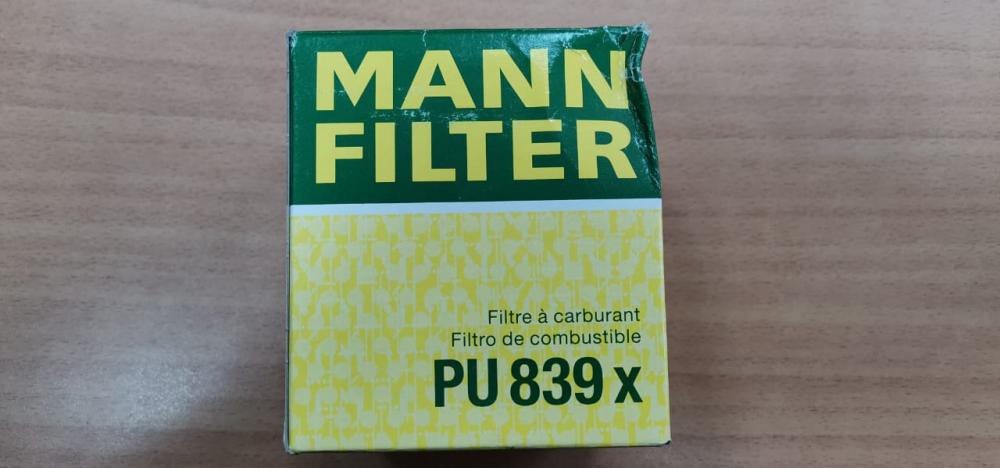 MANN
FILTER
Filtre à carburant
Filtro de combustible
PU 839 x